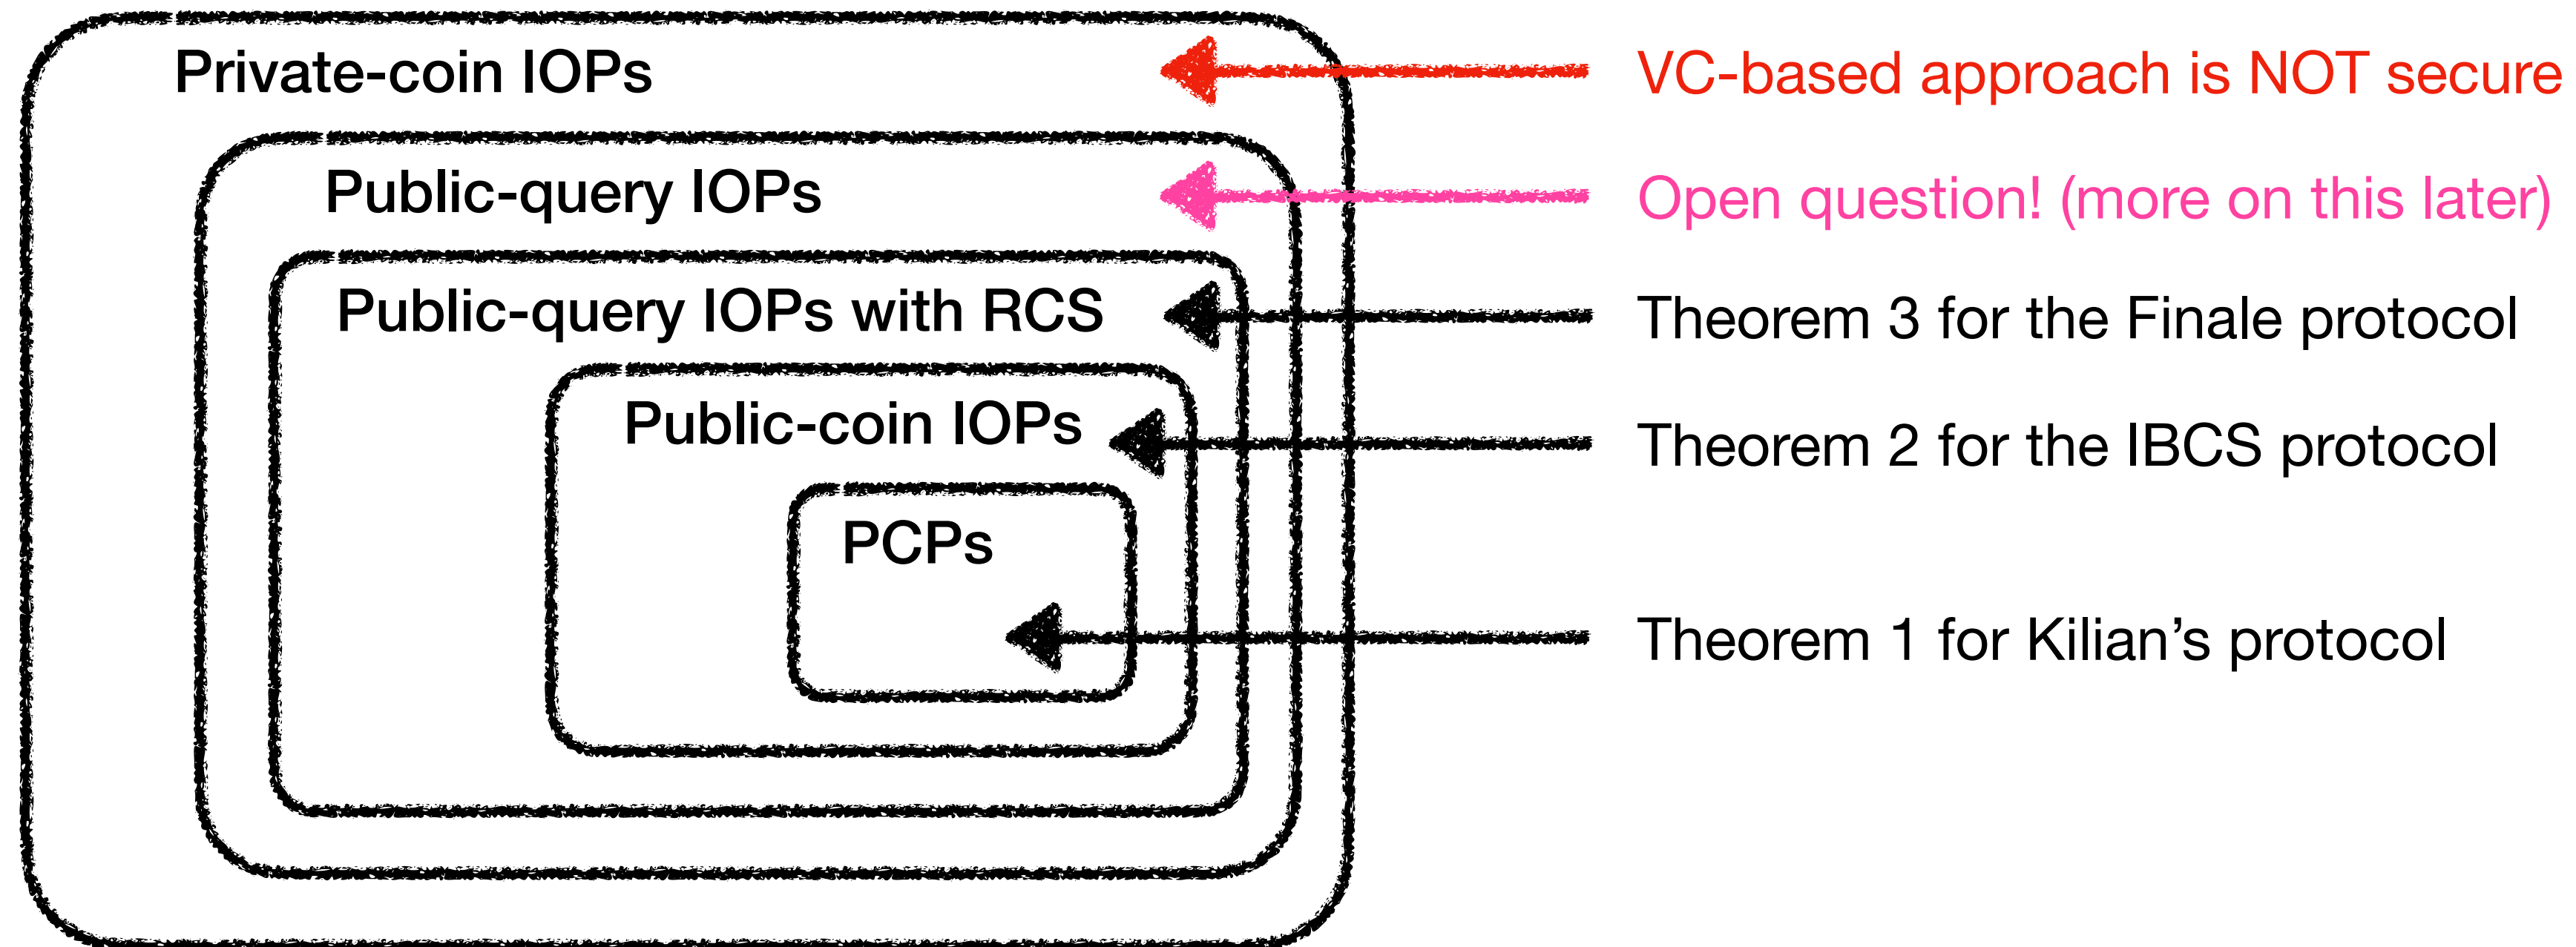 Private-coin IOPs
VC-based approach is NOT secure
Public-query IOPs
Open question! (more on this later)
Public-query IOPs with RCS
Theorem 3 for the Finale protocol
Public-coin IOPs
Theorem 2 for the IBCS protocol
PCPs
Theorem 1 for Kilian’s protocol